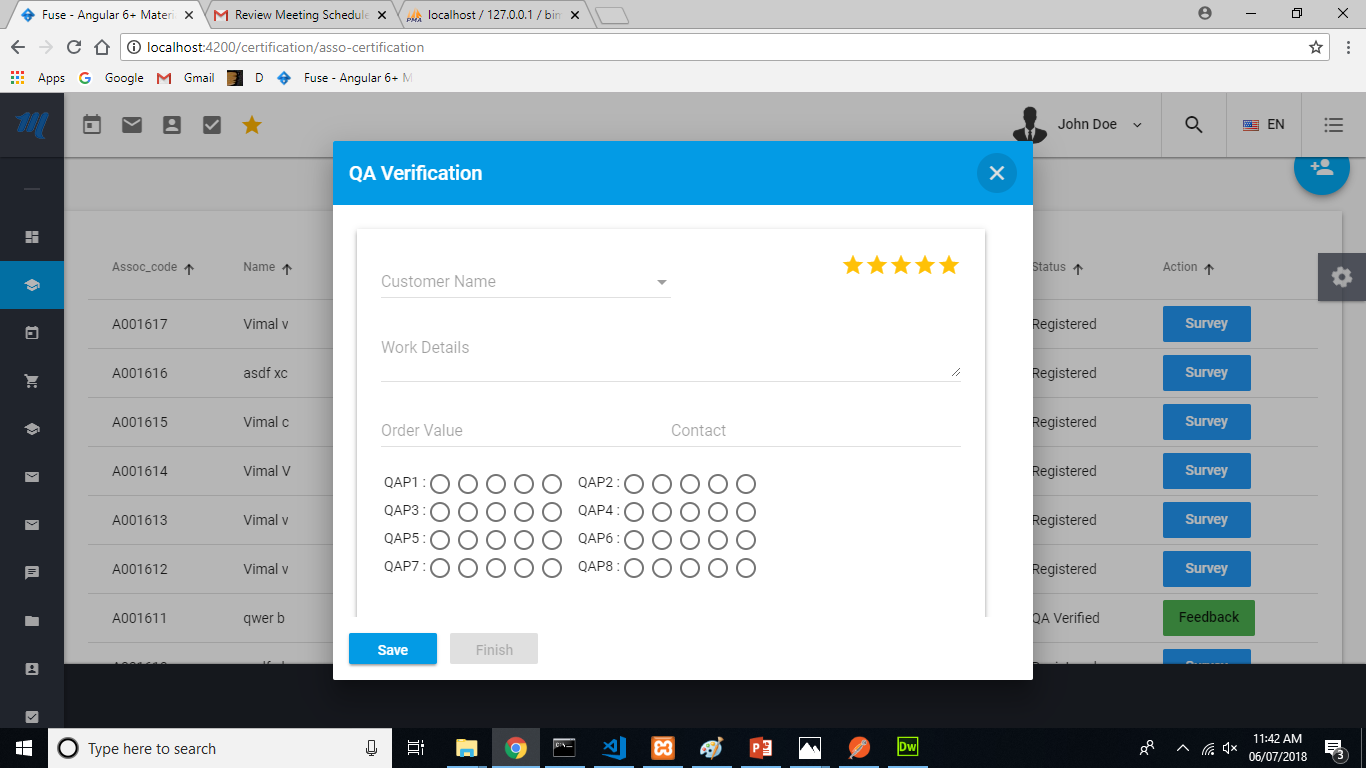 Fuse - Angular 6+ Materi
Review Meeting Schedule
localhost / 127.0.0.1 / bim
localhost:4200/certification/asso-certification
Apps
Google
Gmail
D
Fuse - Angular 6+ M
John Doe
EN
QA Verification
Assoc_code
Name
Status
Action
A001617
Vimal v
Registered
Survey
A001616
asdf xc
Registered
Survey
A001615
Vimal c
Registered
Survey
A001614
Vimal V
Registered
Survey
A001613
Vimal v
Registered
Survey
A001612
Vimal v
Registered
Survey
A001611
qwer b
QA Verified
Feedback
Registered
Survey
Customer Name
Work Details
Order Value
Contact
QAP1 :
QAP2 :
QAP3 :
QAP4 :
QAP5 :
QAP6 :
QAP7 :
QAP8 :
Save
Finish
Type here to search
Dw
11:42 AM
06/07/2018
3